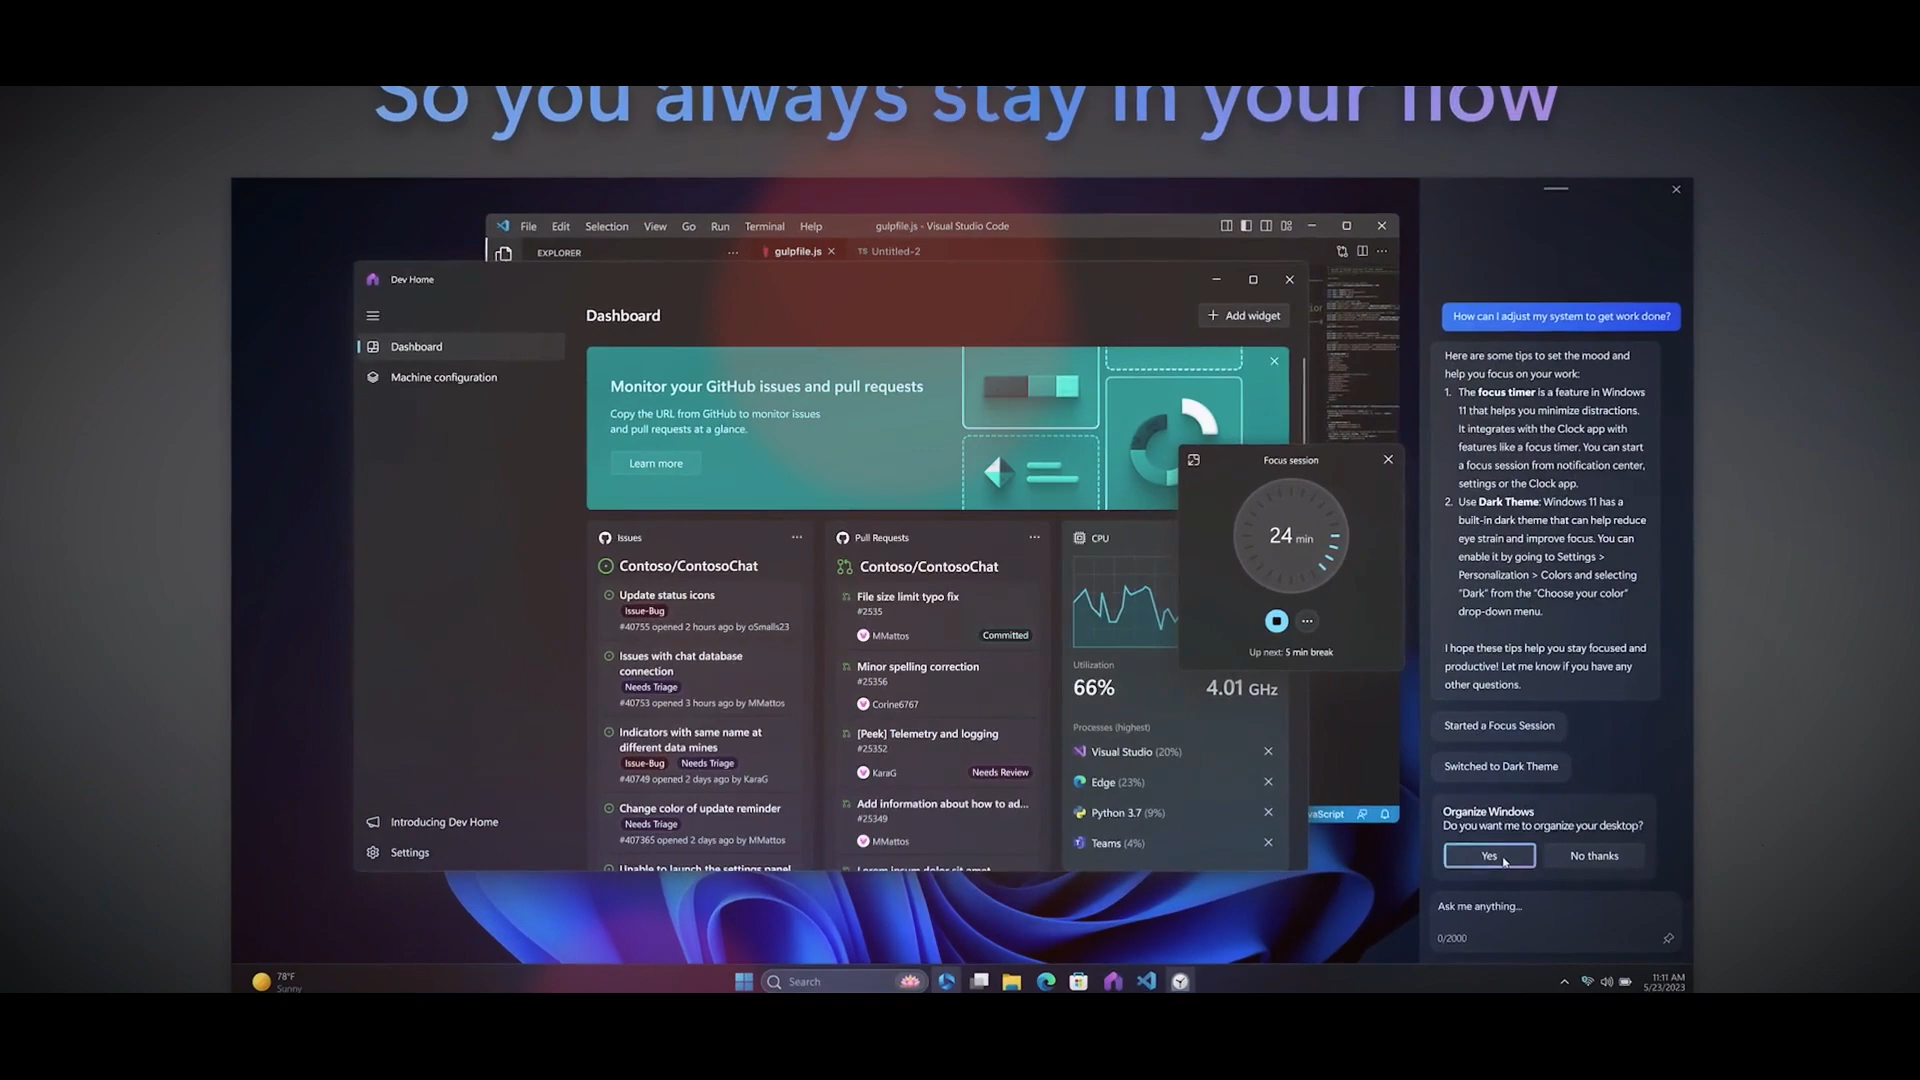 So you always stay in your flow
File Edit Selection View Go Run Terminal Help
gulpfile.js - Visual Studio Code
EXPLORER
gulpfile.js
TS Untitled-2
Dev Home
Dashboard
Machine configuration
Introducing Dev Home
Settings
Dashboard
+ Add widget
Monitor your GitHub issues and pull requests
Copy the URL from GitHub to monitor issues
and pull requests at a glance.
Learn more
Issues
Contoso/ContosoChat
Update status icons
Issue-Bug
#40755 opened 2 hours ago by oSmalls23
Issues with chat database
connection
Needs Triage
#40753 opened 3 hours ago by MMattos
Indicators with same name at
different data mines
Issue-Bug Needs Triage
#40749 opened 2 days ago by KaraG
Change color of update reminder
Needs Triage
#407365 opened 2 days ago by MMattos
Unable to launch the settings panel
Pull Requests
Contoso/ContosoChat
File size limit typo fix
#2535
MMattos
Committed
Minor spelling correction
#25356
Corine6767
[Peek] Telemetry and logging
#25352
KaraG
Needs Review
Add information about how to ad...
#25349
MMattos
Lorem ipsum dolor sit amet
CPU
Utilization
66%
4.01 GHz
Processes (highest)
Visual Studio (20%)
Edge (23%)
Python 3.7 (9%)
Teams (4%)
Focus session
24 min
Up next: 5 min break
vaScript
How can I adjust my system to get work done?
Here are some tips to set the mood and
help you focus on your work:
1. The focus timer is a feature in Windows
11 that helps you minimize distractions.
It integrates with the Clock app with
features like a focus timer. You can start
a focus session from notification center,
settings or the Clock app.
2. Use Dark Theme: Windows 11 has a
built-in dark theme that can help reduce
eye strain and improve focus. You can
enable it by going to Settings >
Personalization > Colors and selecting
"Dark" from the "Choose your color"
drop-down menu.
I hope these tips help you stay focused and
productive! Let me know if you have any
other questions.
Started a Focus Session
Switched to Dark Theme
Organize Windows
Do you want me to organize your desktop?
Yes
No thanks
Ask me anything...
0/2000
78°F
Sunny
Search
11:11 AM
5/23/2023